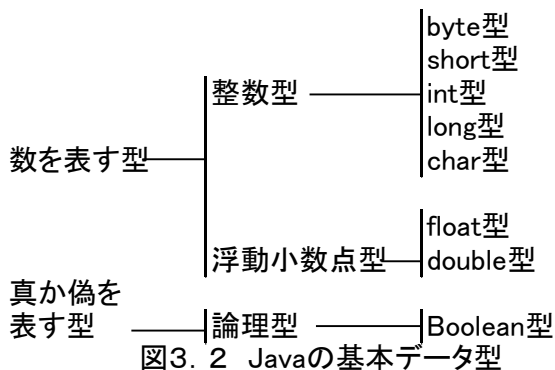 byte型
short型
整数型
int型
long型
数を表す型
char型
float型
浮動小数点型
double型
真か偽を
表す型
論理型
Boolean型
図3.2 Javaの基本データ型